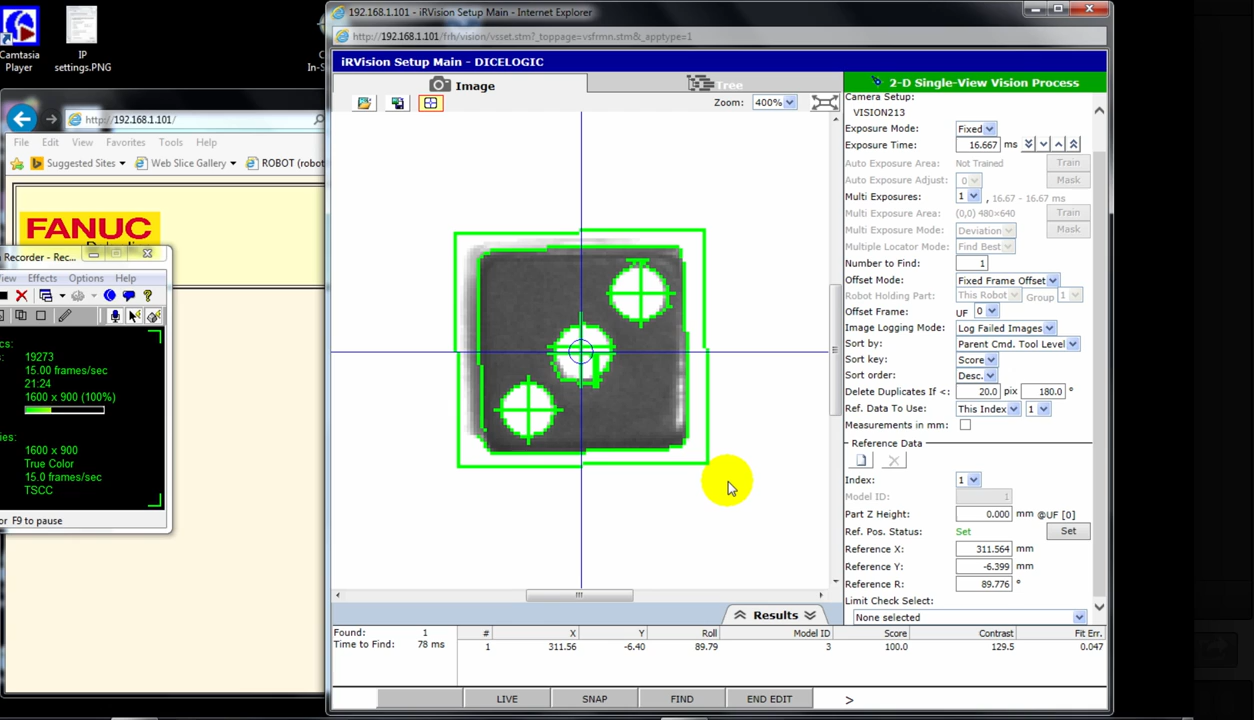 Camtasia
Player
IP
settings.PNG
In-S
http://192.168.1.101/
File Edit View Favorites Tools Help
Suggested Sites Web Slice Gallery ROBOT (robot
FANUC
Recorder - Rec...
iew Effects Options Help
cs:
19273
s: 15.00 frames/sec
21:24
1600 x 900 (100%)
ies:
1600 x 900
True Color
15.0 frames/sec
TSCC
or F9 to pause
192.168.1.101 - iRVision Setup Main - Internet Explorer
http://192.168.1.101/frh/vision/vsset.stm?_toppage=vsfrmn.stm&_apptype=1
iRVision Setup Main - DICELOGIC
Image Tree
Zoom: 400%
2-D Single-View Vision Process
Camera Setup:
VISION213
Exposure Mode: Fixed
Exposure Time: 16.667 ms
Auto Exposure Area: Not Trained Train
Auto Exposure Adjust: 0 Mask
Multi Exposures: 1 , 16.67 - 16.67 ms
Multi Exposure Area: (0,0) 480×640 Train
Multi Exposure Mode: Deviation Mask
Multiple Locator Mode: Find Best
Number to Find: 1
Offset Mode: Fixed Frame Offset
Robot Holding Part: This Robot Group 1
Offset Frame: UF 0
Image Logging Mode: Log Failed Images
Sort by: Parent Cmd. Tool Level
Sort key: Score
Sort order: Desc.
Delete Duplicates If <: 20.0 pix 180.0 °
Ref. Data To Use: This Index 1
Measurements in mm:
Reference Data
Index: 1
Model ID: 1
Part Z Height: 0.000 mm @UF [0]
Ref. Pos. Status: Set Set
Reference X: 311.564 mm
Reference Y: -6.399 mm
Reference R: 89.776 °
Limit Check Select:
None selected
Results
Found: 1
Time to Find: 78 ms
# X Y Roll Model ID Score Contrast Fit Err.
1 311.56 -6.40 89.79 3 100.0 129.5 0.047
LIVE SNAP FIND END EDIT >